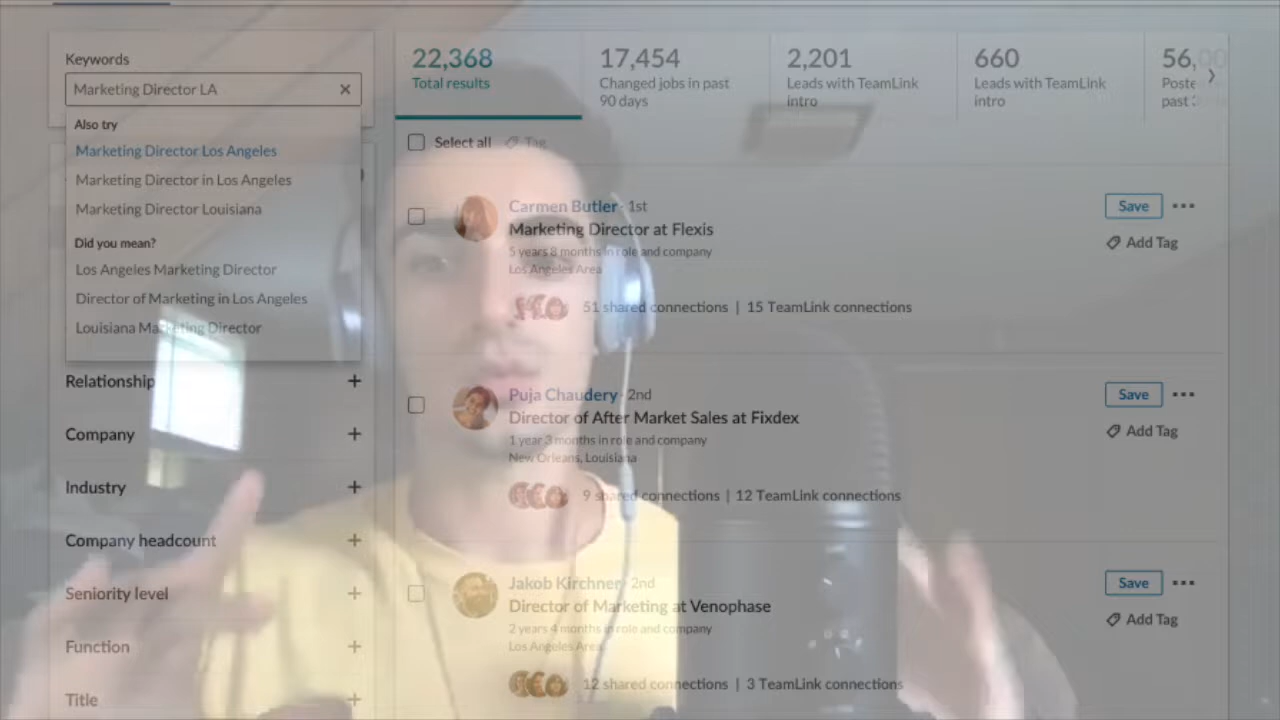 Keywords
Marketing Director LA
Also try
Marketing Director Los Angeles
Marketing Director in Los Angeles
Marketing Director Louisiana
Did you mean?
Los Angeles Marketing Director
Director of Marketing in Los Angeles
Louisiana Marketing Director
Relationship
Company
Industry
Company headcount
Seniority level
Function
Title
22,368
Total results
17,454
Changed jobs in past
90 days
2,201
Leads with TeamLink
intro
660
Leads with TeamLink
intro
56,00
Poste
past
Select all Tag
Carmen Butler · 1st
Marketing Director at Flexis
5 years 8 months in role and company
Los Angeles Area
51 shared connections | 15 TeamLink connections
Save
Add Tag
Puja Chaudery · 2nd
Director of After Market Sales at Fixdex
1 year 3 months in role and company
New Orleans, Louisiana
9 shared connections | 12 TeamLink connections
Save
Add Tag
Jakob Kirchner · 2nd
Director of Marketing at Venophase
2 years 4 months in role and company
Los Angeles Area
12 shared connections | 3 TeamLink connections
Save
Add Tag